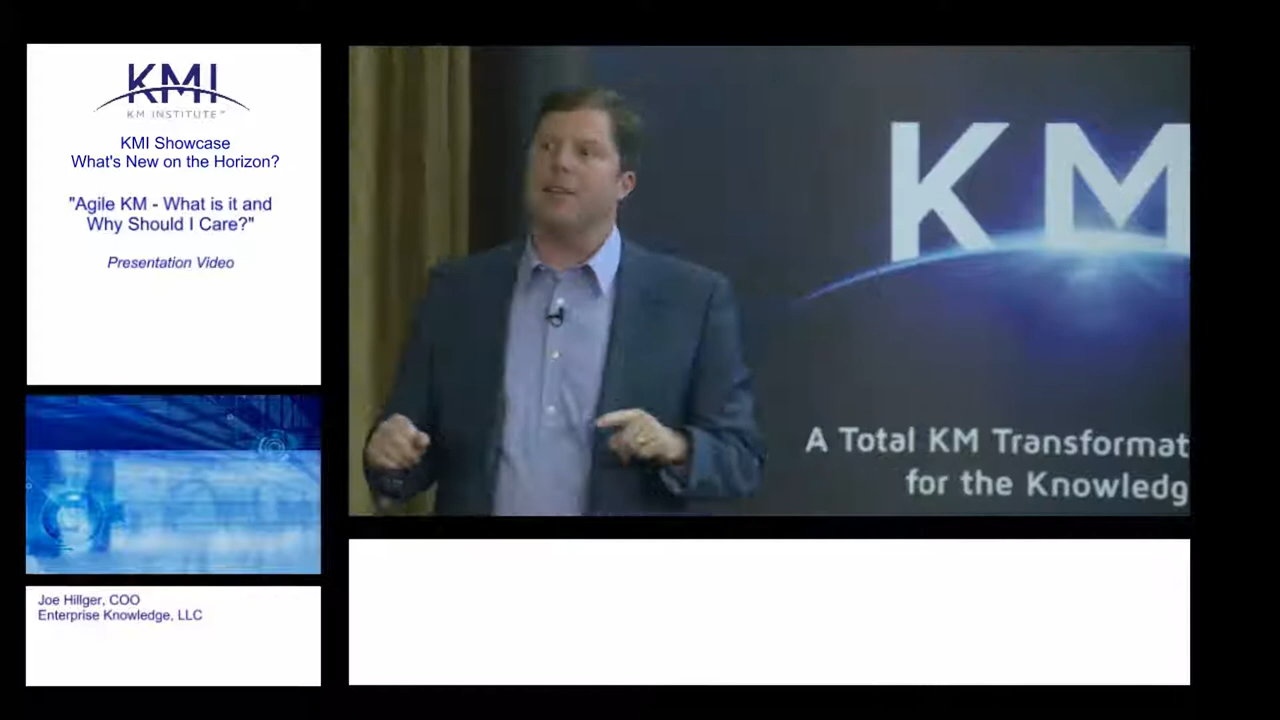 KMI
KM INSTITUTE™
KMI Showcase
What's New on the Horizon?
"Agile KM - What is it and
Why Should I Care?"
Presentation Video
Joe Hillger, COO
Enterprise Knowledge, LLC
KM
A Total KM Transformat
for the Knowledg